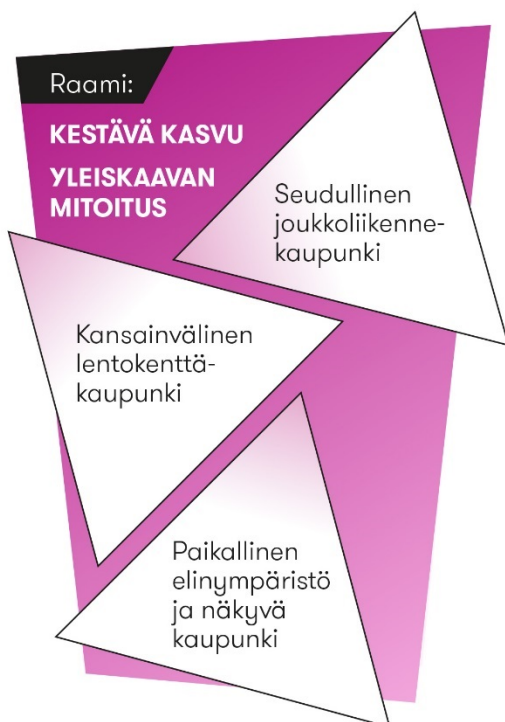 Raami:
KESTÄVÄ KASVU
YLEISKAAVAN
MITOITUS
Seudullinen
joukkoliikenne-
kaupunki
Kansainvälinen
lentokenttä-
kaupunki
Paikallinen
elinympäristö
ja näkyvä
kaupunki